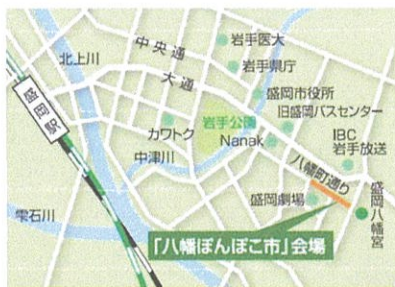 北上川
中央通
大通
岩手医大
岩手県庁
盛岡市役所
旧盛岡バスセンター
盛岡駅
カワトク
岩手公園
中津川
Nanak
IBC
岩手放送
八幡町通り
盛岡劇場
盛岡八幡宮
雫石川
「八幡ぽんぽこ市」会場